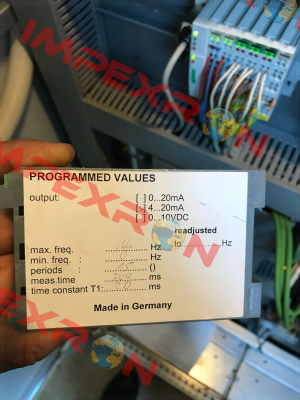 PROGRAMMED VALUES
output: [ ] 0...20mA
[ ] 4...20mA
[ ] 0...10VDC
readjusted
max. freq. .............. Hz to.............. Hz
min. freq. : .............. Hz
periods : .............. ()
meas.time .............. ms
time constant T1: .............. ms
Made in Germany
IMPEXRON